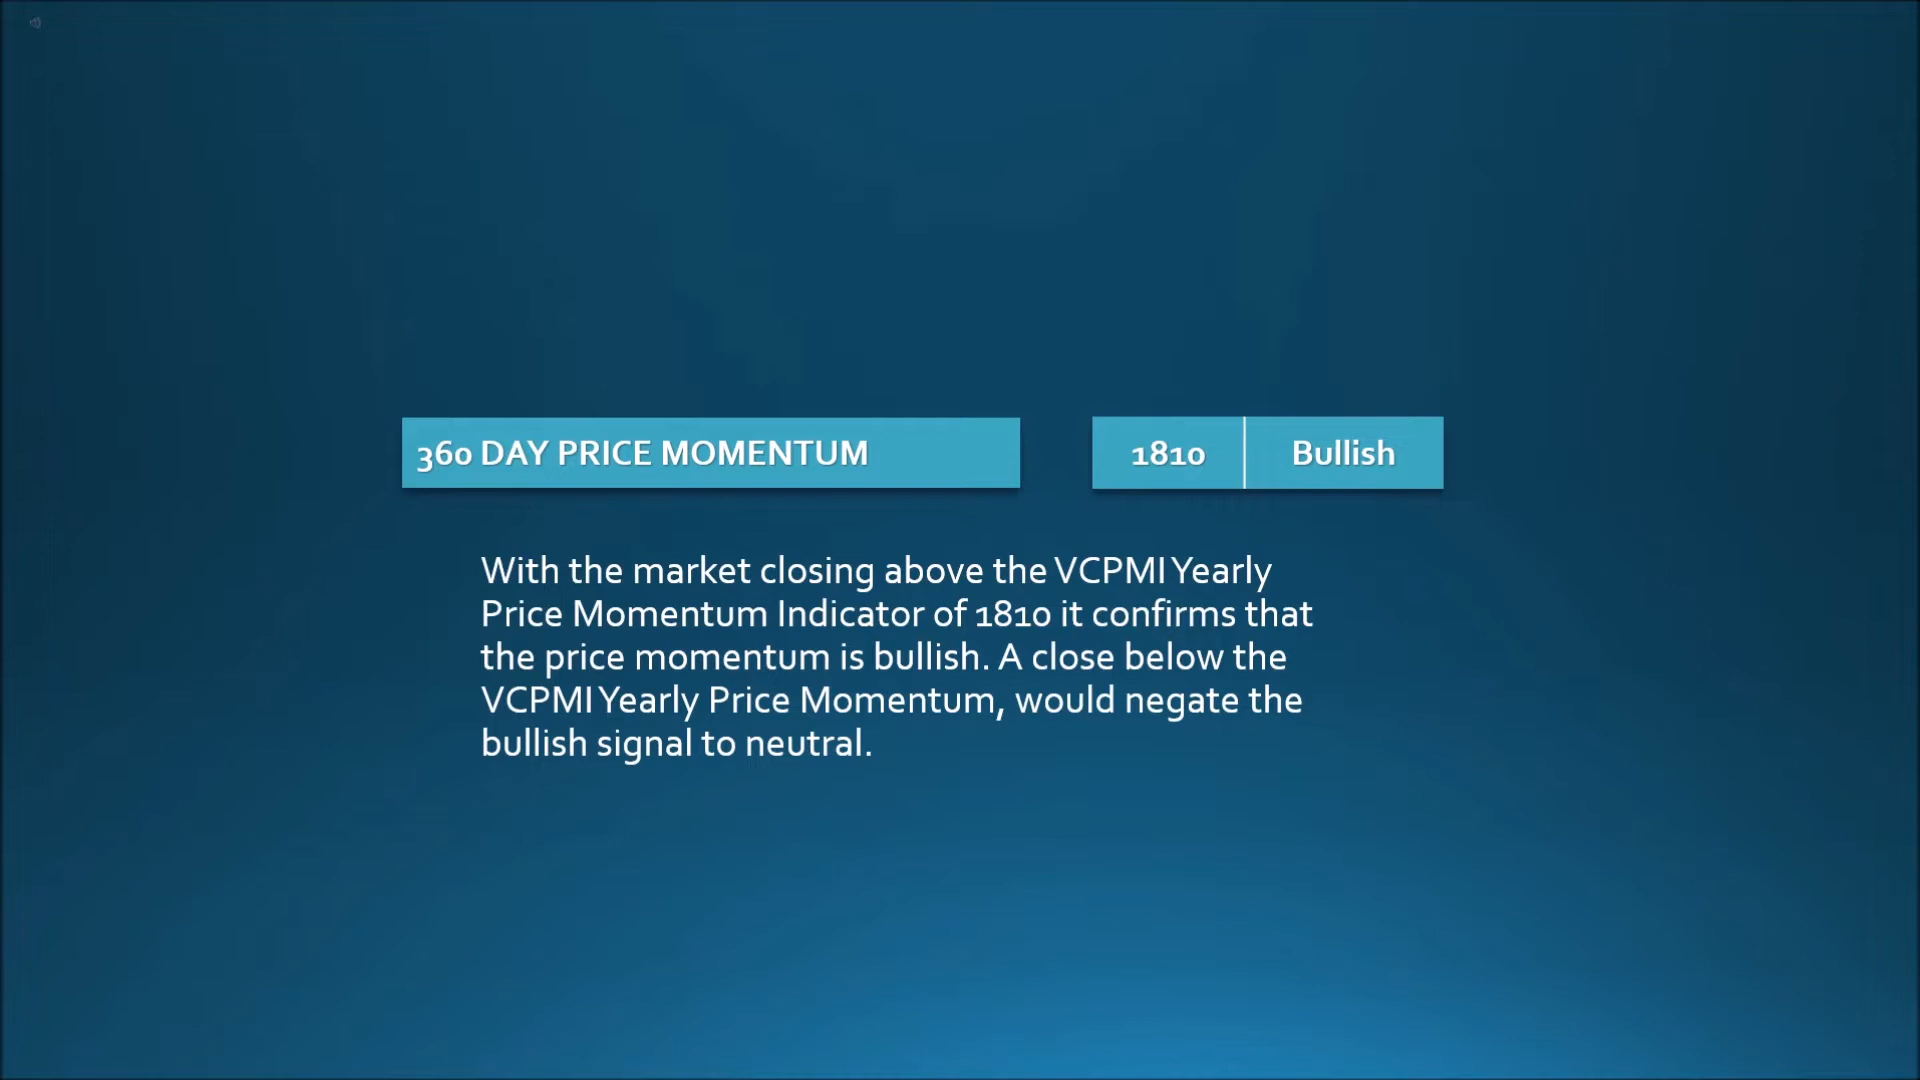 360 DAY PRICE MOMENTUM
1810 Bullish
With the market closing above the VCPMI Yearly
Price Momentum Indicator of 1810 it confirms that
the price momentum is bullish. A close below the
VCPMI Yearly Price Momentum, would negate the
bullish signal to neutral.